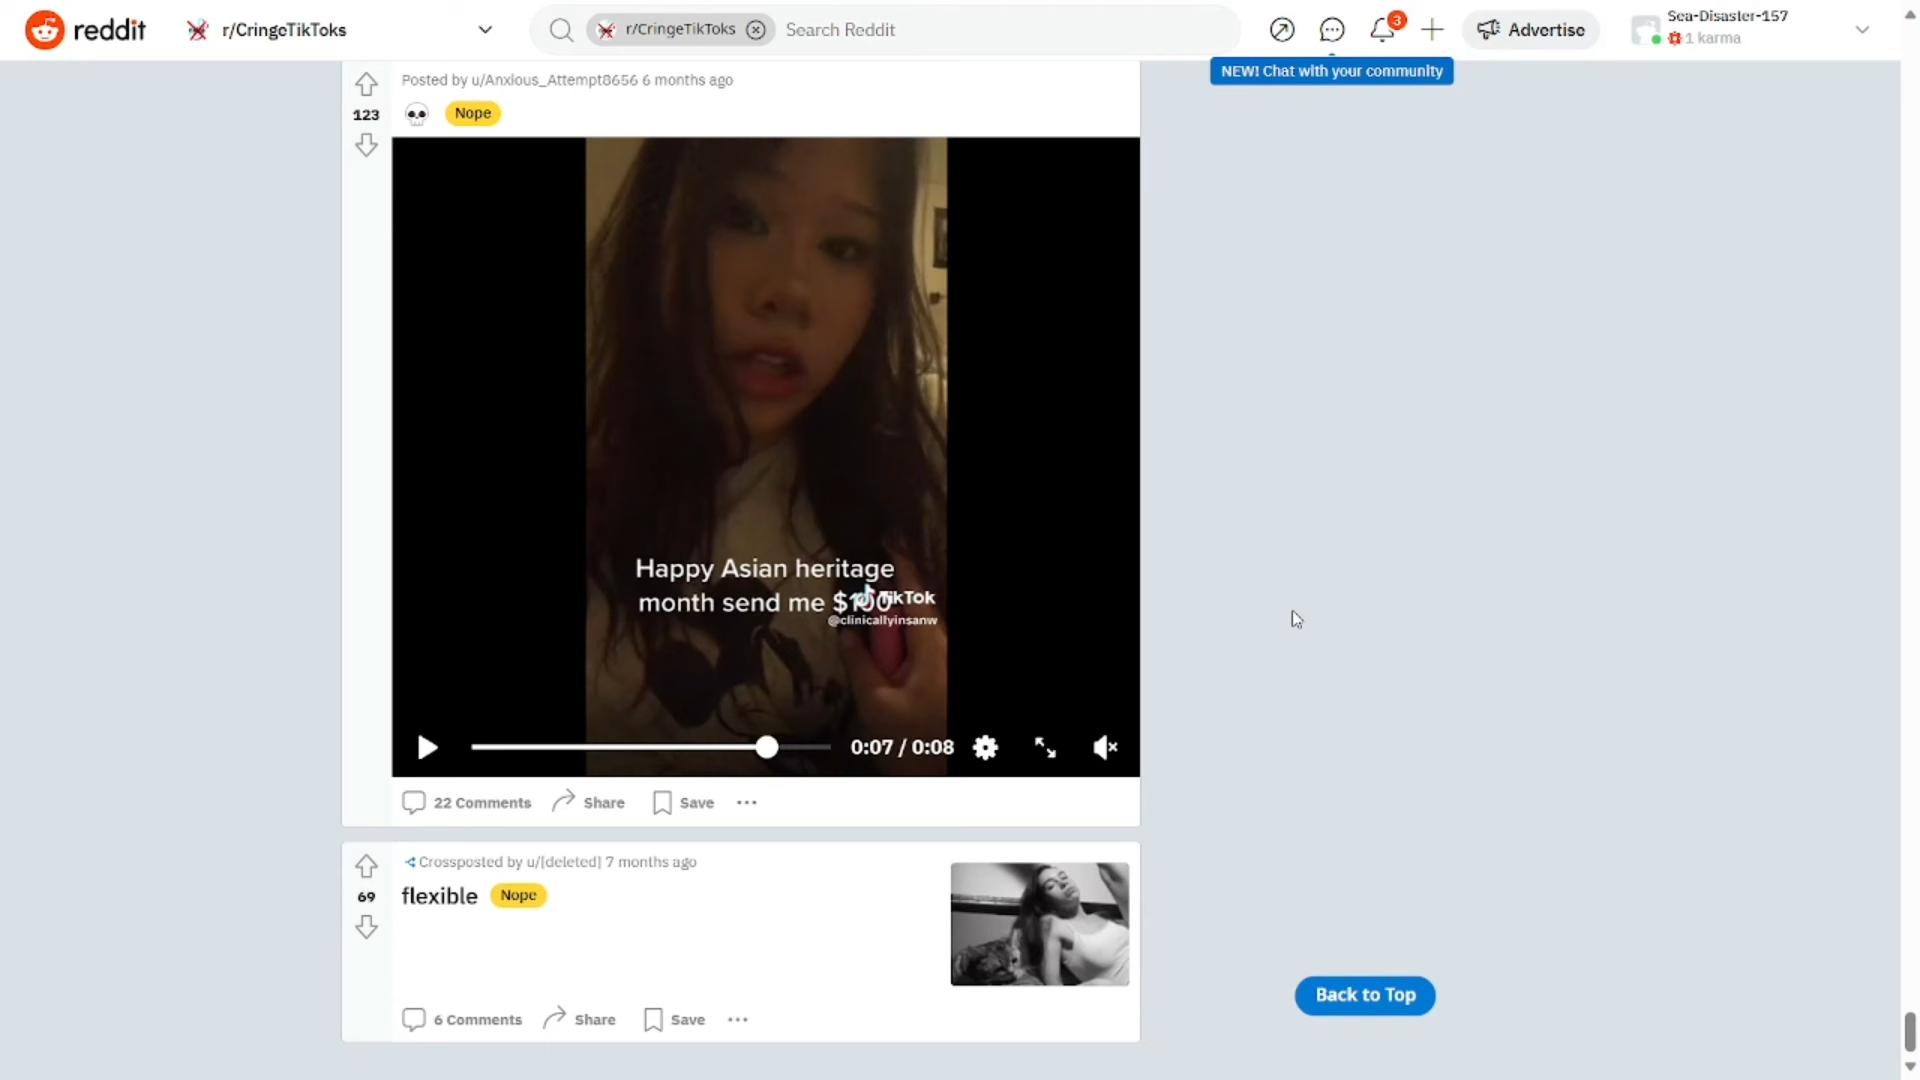 reddit
r/CringeTikToks
r/CringeTikToks
Search Reddit
3
Advertise
Sea-Disaster-157
1 karma
NEW! Chat with your community
Posted by u/Anxious_Attempt8656 6 months ago
123
Nope
Happy Asian heritage
month send me $100
TikTok
@clinicallyinsanw
0:07 / 0:08
22 Comments
Share
Save
Crossposted by u/[deleted] 7 months ago
69
flexible
Nope
6 Comments
Share
Save
Back to Top